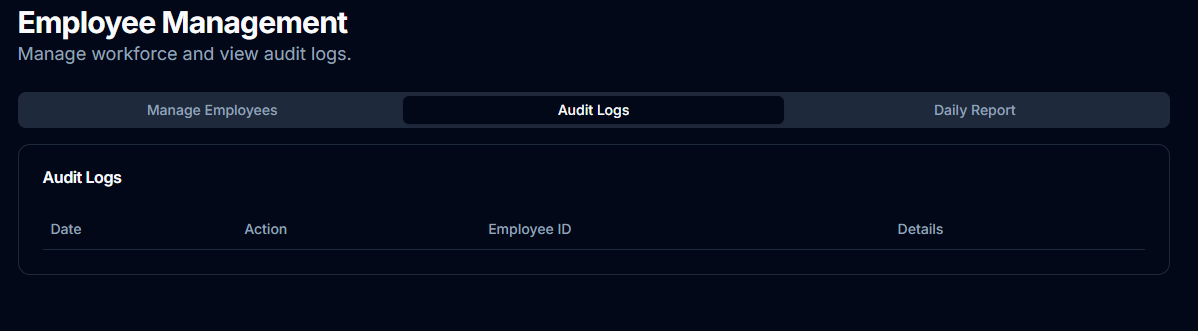 Employee Management
Manage workforce and view audit logs.
Manage Employees Audit Logs Daily Report
Audit Logs
Date Action Employee ID Details